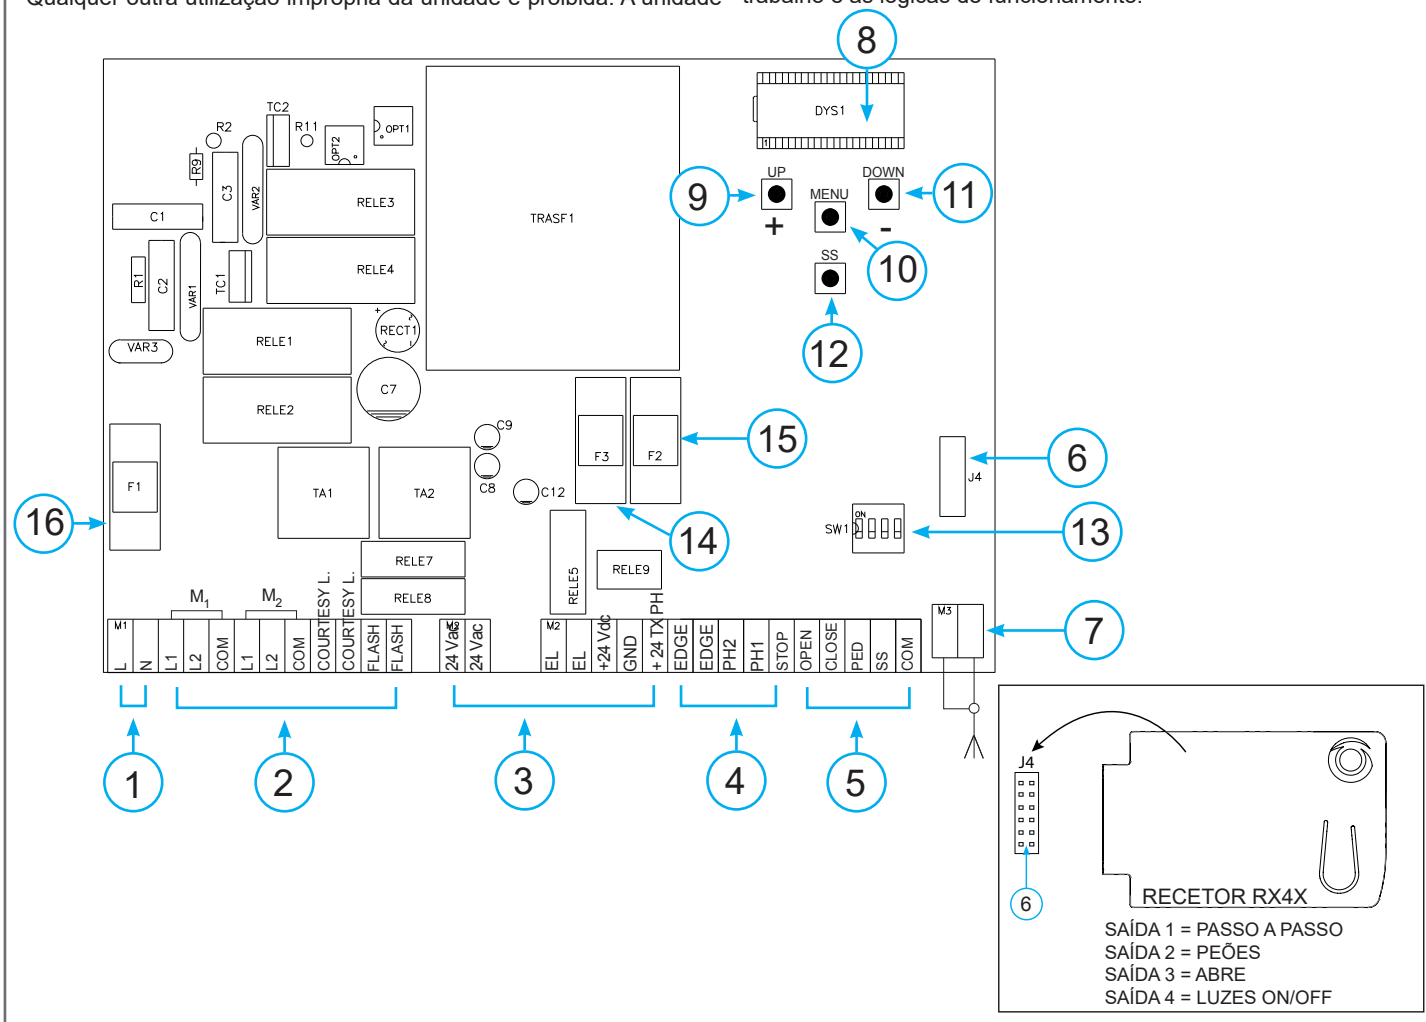 Qualquer outra utilização imprópria da unidade é proibida. A unidade
trabalho e as lógicas de funcionamento.
8
TC2
R2
R11
OPT2
OPT1
DYS1
1
R9
C3
VAR2
RELE3
TRASF1
UP
DOWN
9
MENU
11
+
-
C1
RELE4
SS
10
R1
C2
VAR1
TC1
12
RELE1
+
RECT1
VAR3
C7
RELE2
C9
C8
15
F3
F2
6
J4
F1
TA1
TA2
C12
16
14
SW1
ON
13
RELE7
RELE8
RELE5
RELE9
M1
M2
M1
L
N
L1
L2
COM
L1
L2
COM
COURTESY L.
COURTESY L.
FLASH
FLASH
M2
24 Vac
24 Vac
M2
EL
EL
+24 Vdc
GND
+ 24 TX PH
EDGE
EDGE
PH2
PH1
STOP
OPEN
CLOSE
PED
SS
COM
M3
7
1
2
3
4
5
J4
6
RECETOR RX4X
SAÍDA 1 = PASSO A PASSO
SAÍDA 2 = PEÕES
SAÍDA 3 = ABRE
SAÍDA 4 = LUZES ON/OFF